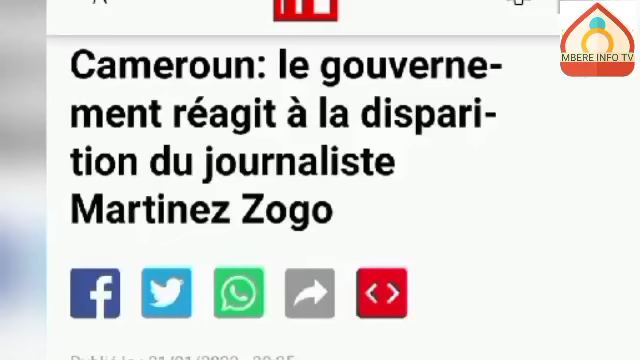 MBERE INFO TV
Cameroun: le gouverne-
ment réagit à la dispari-
tion du journaliste
Martinez Zogo